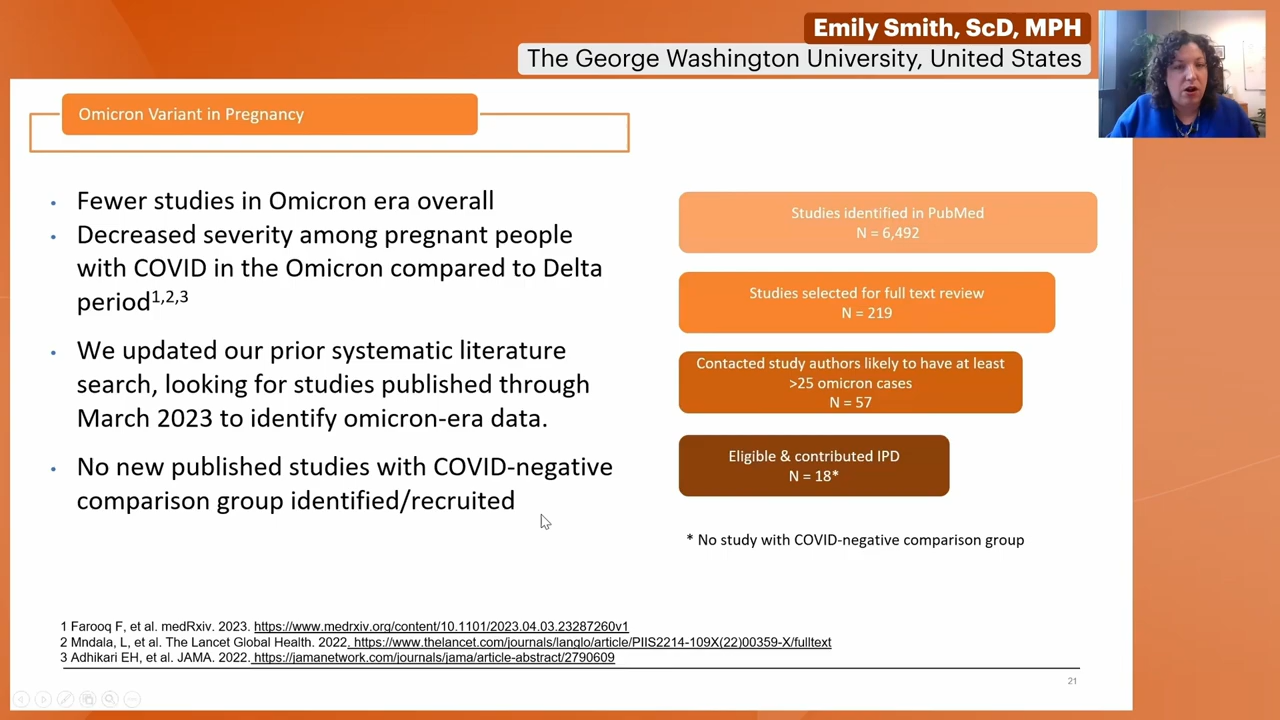 Emily Smith, ScD, MPH
The George Washington University, United States
Omicron Variant in Pregnancy
• Fewer studies in Omicron era overall
• Decreased severity among pregnant people
with COVID in the Omicron compared to Delta
period1,2,3
• We updated our prior systematic literature
search, looking for studies published through
March 2023 to identify omicron-era data.
• No new published studies with COVID-negative
comparison group identified/recruited
Studies identified in PubMed
N = 6,492
Studies selected for full text review
N = 219
Contacted study authors likely to have at least
>25 omicron cases
N = 57
Eligible & contributed IPD
N = 18*
* No study with COVID-negative comparison group
1 Farooq F, et al. medRxiv. 2023. https://www.medrxiv.org/content/10.1101/2023.04.03.23287260v1
2 Mndala, L, et al. The Lancet Global Health. 2022. https://www.thelancet.com/journals/langlo/article/PIIS2214-109X(22)00359-X/fulltext
3 Adhikari EH, et al. JAMA. 2022. https://jamanetwork.com/journals/jama/article-abstract/2790609
21